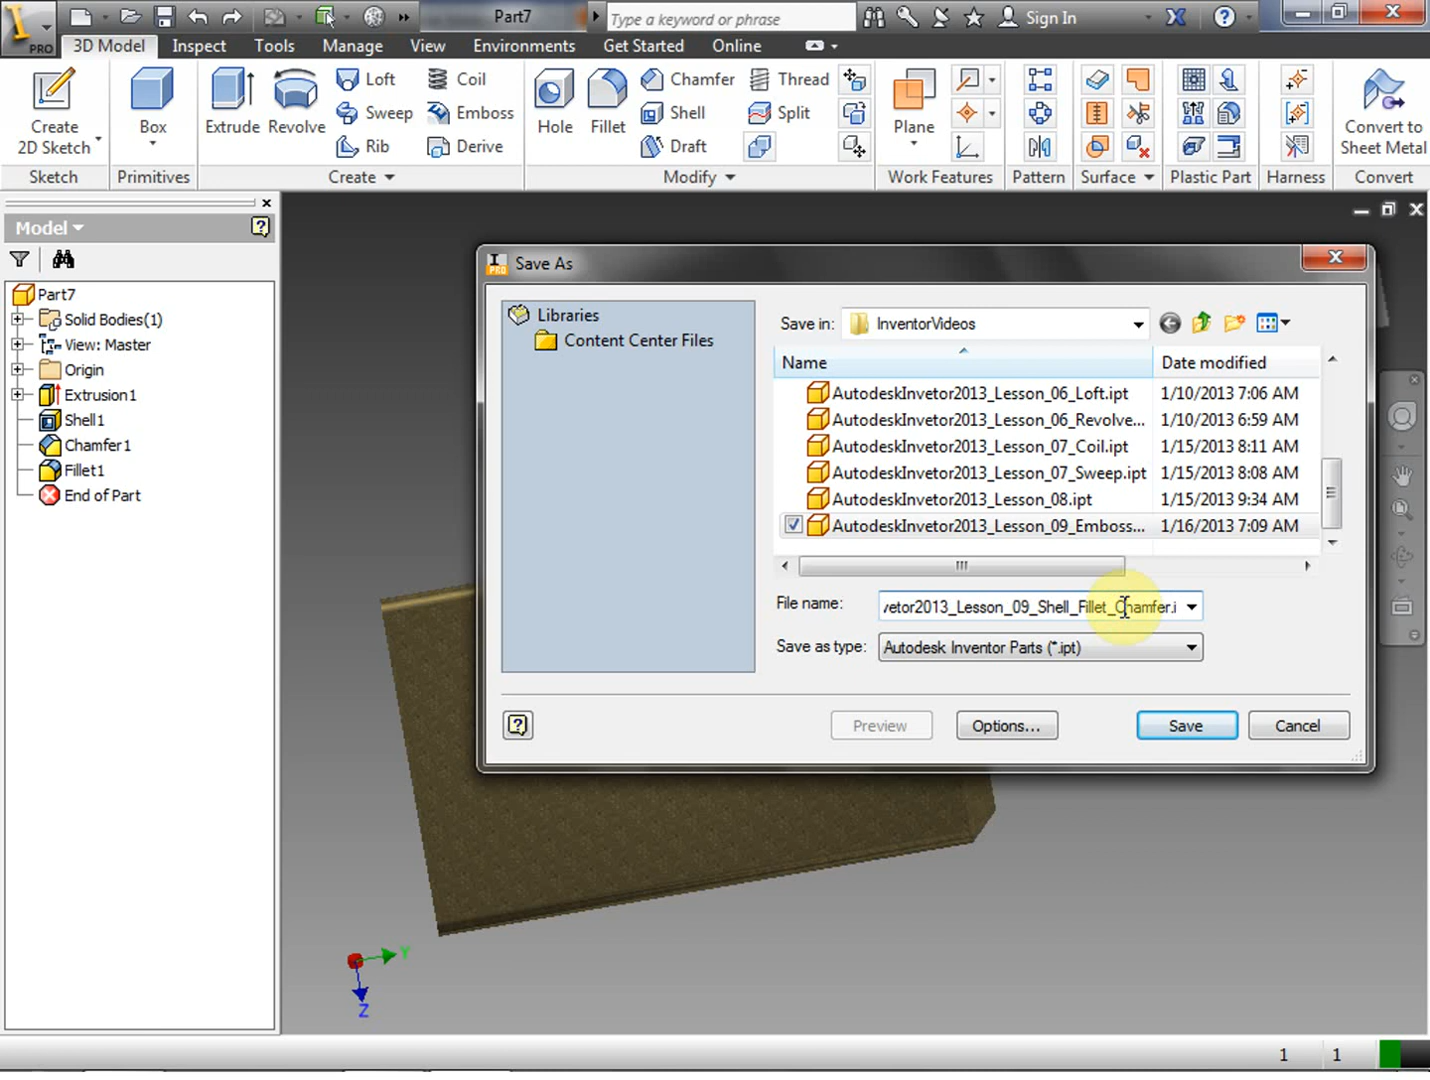 Part7
Type a keyword or phrase
Sign In
PRO
3D Model
Inspect
Tools
Manage
View
Environments
Get Started
Online
Create
2D Sketch
Box
Extrude
Revolve
Loft
Sweep
Rib
Coil
Emboss
Derive
Hole
Fillet
Chamfer
Shell
Draft
Thread
Split
Plane
Convert to
Sheet Metal
Sketch
Primitives
Create
Modify
Work Features
Pattern
Surface
Plastic Part
Harness
Convert
Model
Part7
Solid Bodies(1)
View: Master
Origin
Extrusion1
Shell1
Chamfer1
Fillet1
End of Part
Save As
Libraries
Content Center Files
Save in: InventorVideos
Name Date modified
AutodeskInvetor2013_Lesson_06_Loft.ipt 1/10/2013 7:06 AM
AutodeskInvetor2013_Lesson_06_Revolve... 1/10/2013 6:59 AM
AutodeskInvetor2013_Lesson_07_Coil.ipt 1/15/2013 8:11 AM
AutodeskInvetor2013_Lesson_07_Sweep.ipt 1/15/2013 8:08 AM
AutodeskInvetor2013_Lesson_08.ipt 1/15/2013 9:34 AM
AutodeskInvetor2013_Lesson_09_Emboss... 1/16/2013 7:09 AM
File name: vetor2013_Lesson_09_Shell_Fillet_Chamfer.i
Save as type: Autodesk Inventor Parts (*.ipt)
Preview
Options...
Save
Cancel
Y
Z
1 1